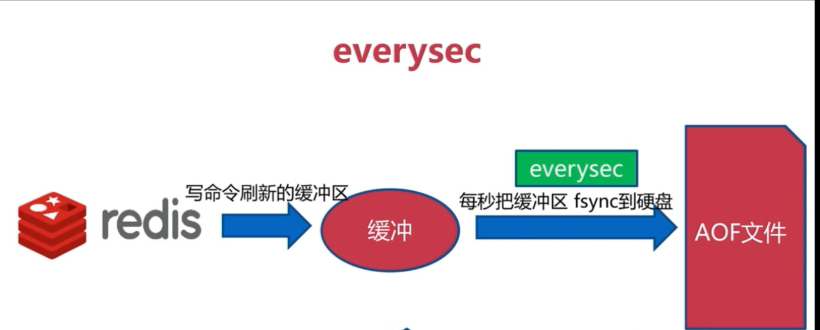 everysec
everysec
写命令刷新的缓冲区
每秒把缓冲区 fsync到硬盘
redis
缓冲
AOF文件